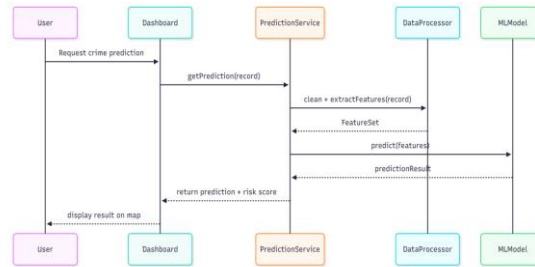 User Dashboard PredictionService DataProcessor MLModel
Request crime prediction
getPrediction(record)
clean + extractFeatures(record)
FeatureSet
predict(features)
predictionResult
return prediction + risk score
display result on map
User Dashboard PredictionService DataProcessor MLModel